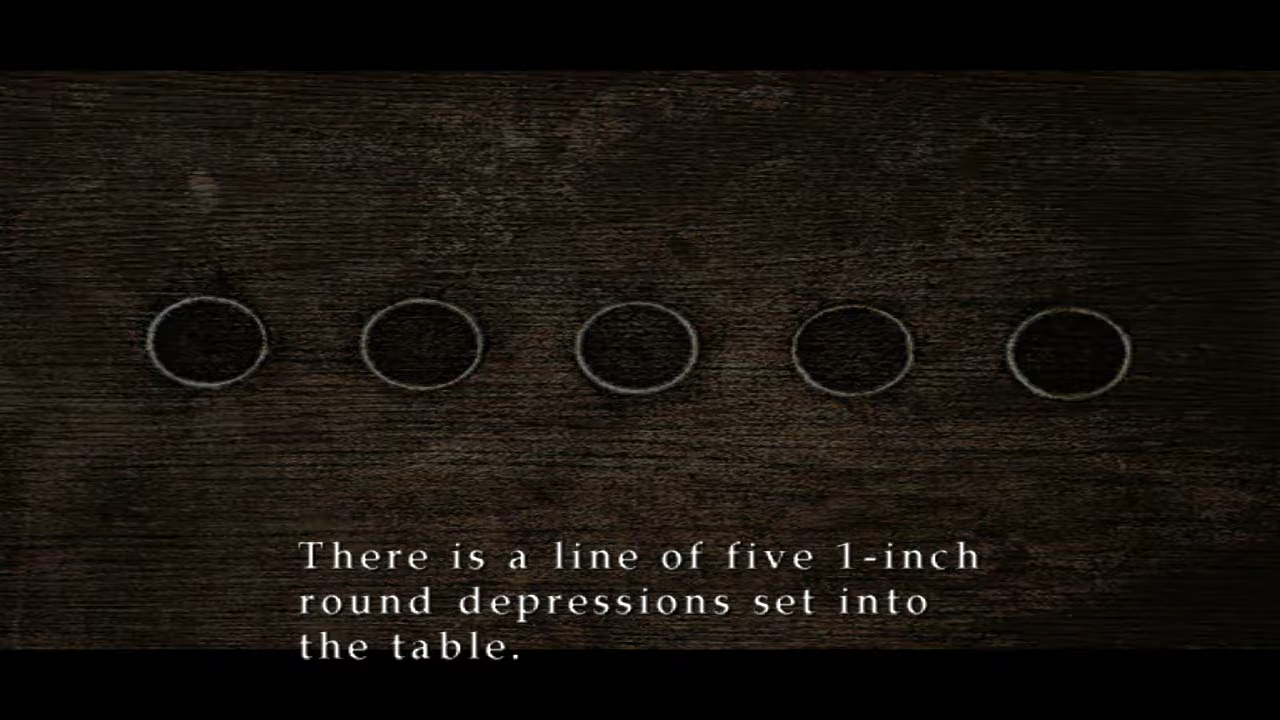 There is a line of five 1-inch
round depressions set into
the table.